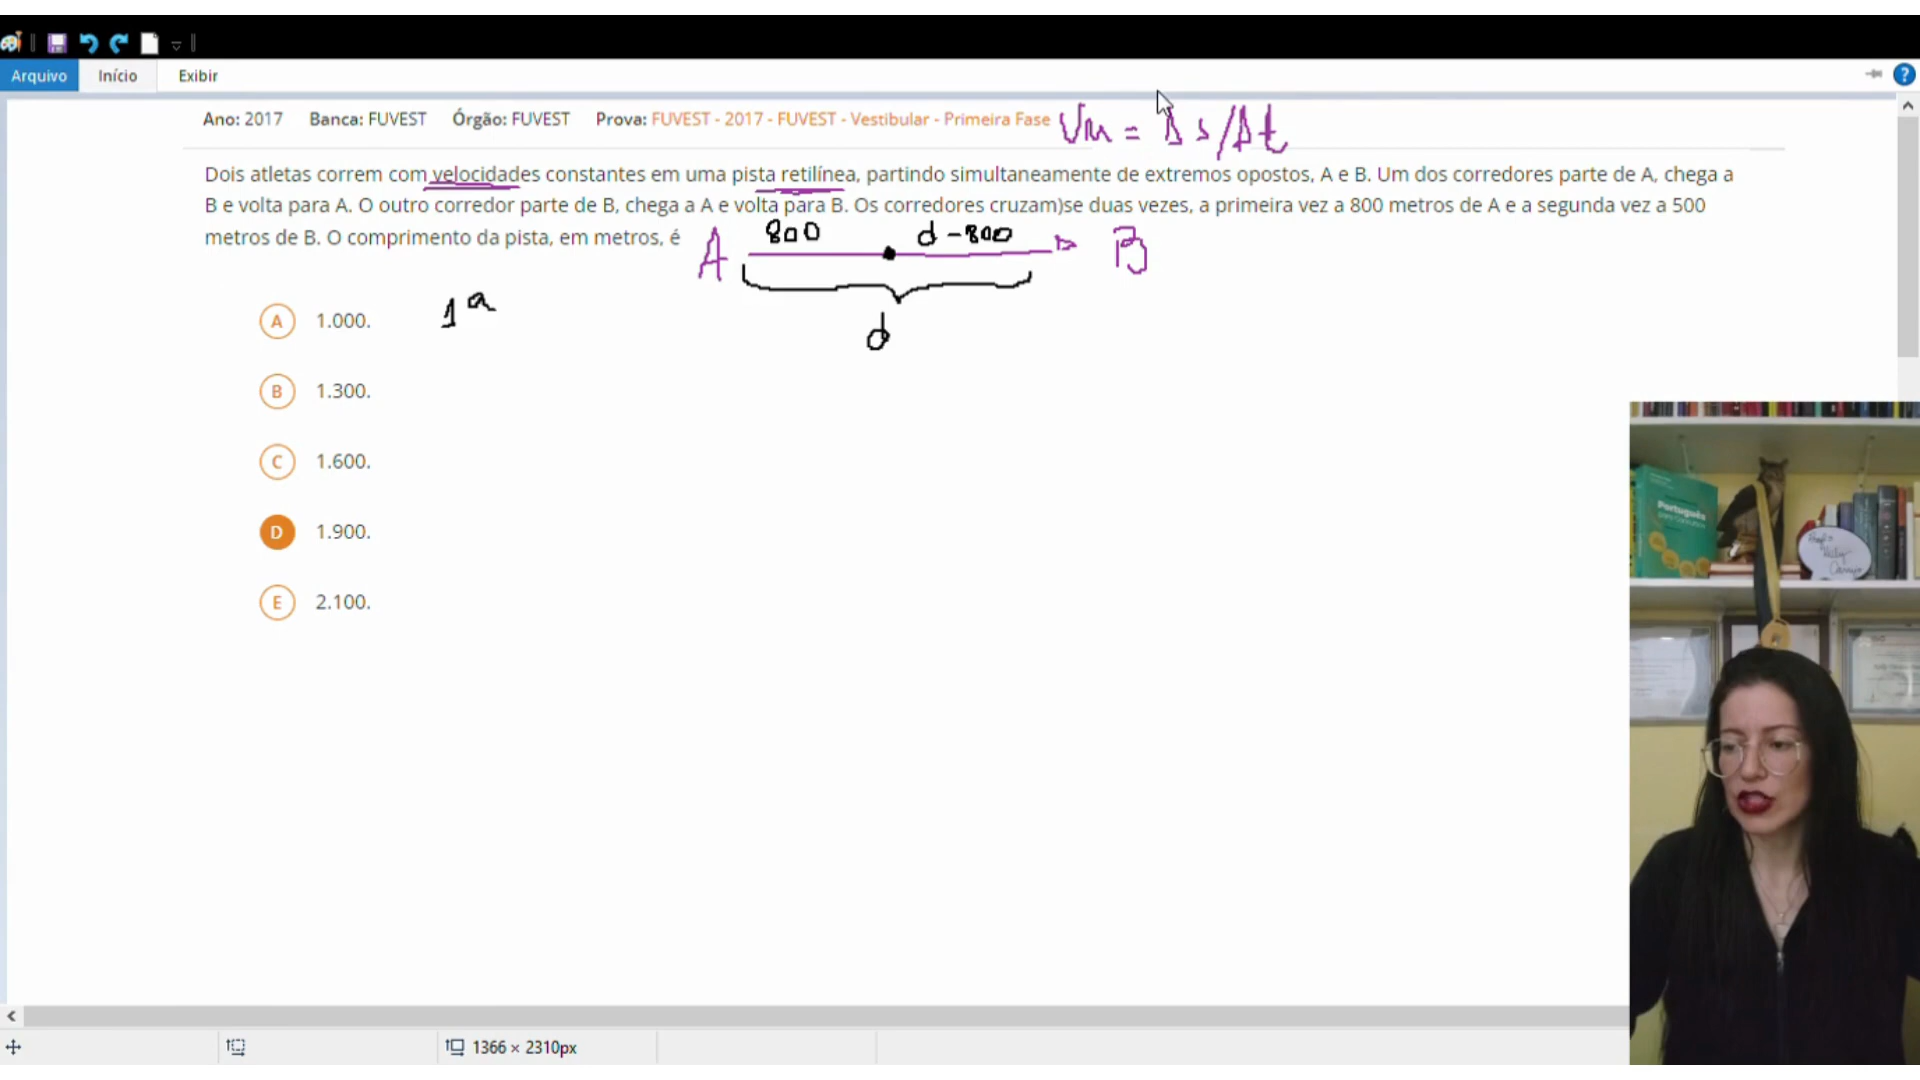 Arquivo Início Exibir
Ano: 2017 Banca: FUVEST Órgão: FUVEST Prova: FUVEST - 2017 - FUVEST - Vestibular - Primeira Fase Vm = Δs/Δt
Dois atletas correm com velocidades constantes em uma pista retilínea, partindo simultaneamente de extremos opostos, A e B. Um dos corredores parte de A, chega a
B e volta para A. O outro corredor parte de B, chega a A e volta para B. Os corredores cruzam)se duas vezes, a primeira vez a 800 metros de A e a segunda vez a 500
metros de B. O comprimento da pista, em metros, é
A 800 d-800 B
d
1ª
A 1.000.
B 1.300.
C 1.600.
D 1.900.
E 2.100.
Português
para Concursos
1366 × 2310px